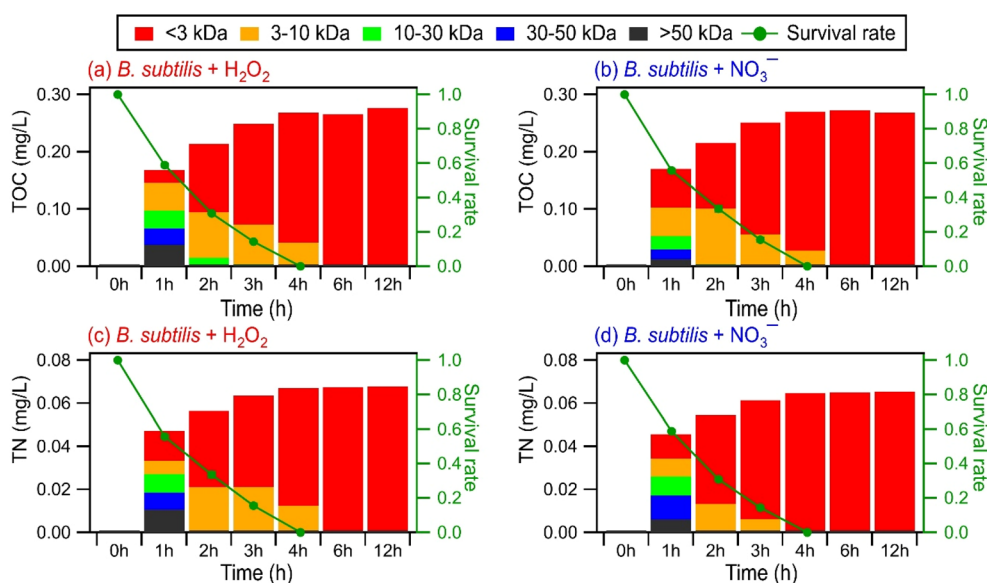 <3 kDa 3-10 kDa 10-30 kDa 30-50 kDa >50 kDa Survival rate
(a) B. subtilis + H₂O₂
TOC (mg/L)
0.30
0.20
0.10
0.00
1.0
0.8
0.6
0.4
0.2
0.0
Survival rate
0h 1h 2h 3h 4h 6h 12h
Time (h)
(b) B. subtilis + NO₃⁻
TOC (mg/L)
0.30
0.20
0.10
0.00
1.0
0.8
0.6
0.4
0.2
0.0
Survival rate
0h 1h 2h 3h 4h 6h 12h
Time (h)
(c) B. subtilis + H₂O₂
TN (mg/L)
0.08
0.06
0.04
0.02
0.00
1.0
0.8
0.6
0.4
0.2
0.0
Survival rate
0h 1h 2h 3h 4h 6h 12h
Time (h)
(d) B. subtilis + NO₃⁻
TN (mg/L)
0.08
0.06
0.04
0.02
0.00
1.0
0.8
0.6
0.4
0.2
0.0
Survival rate
0h 1h 2h 3h 4h 6h 12h
Time (h)